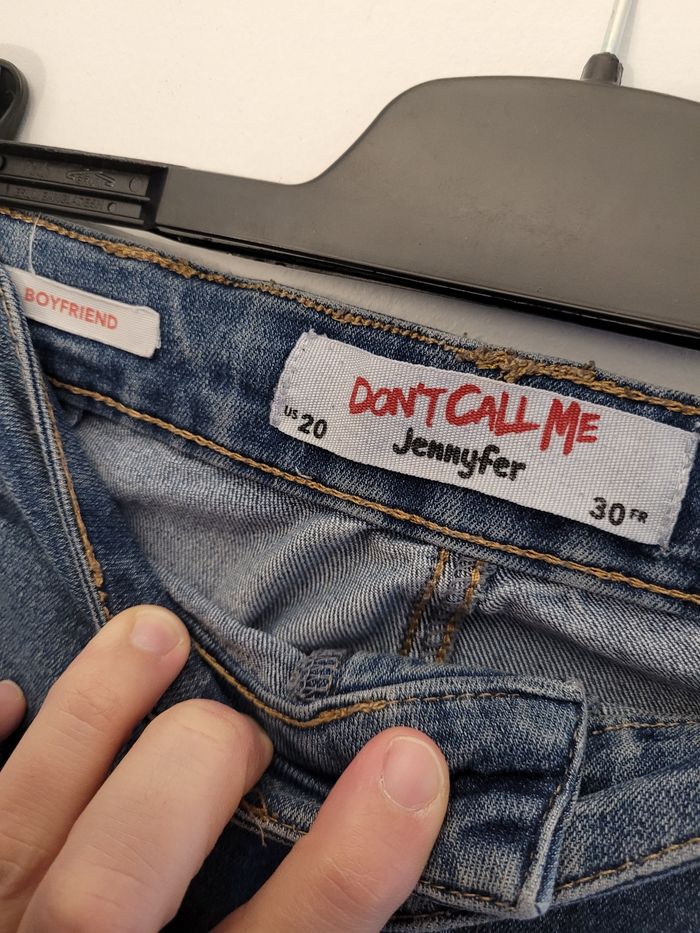 BOYFRIEND
DON'T CALL ME
Jennyfer
US 20
30 FR